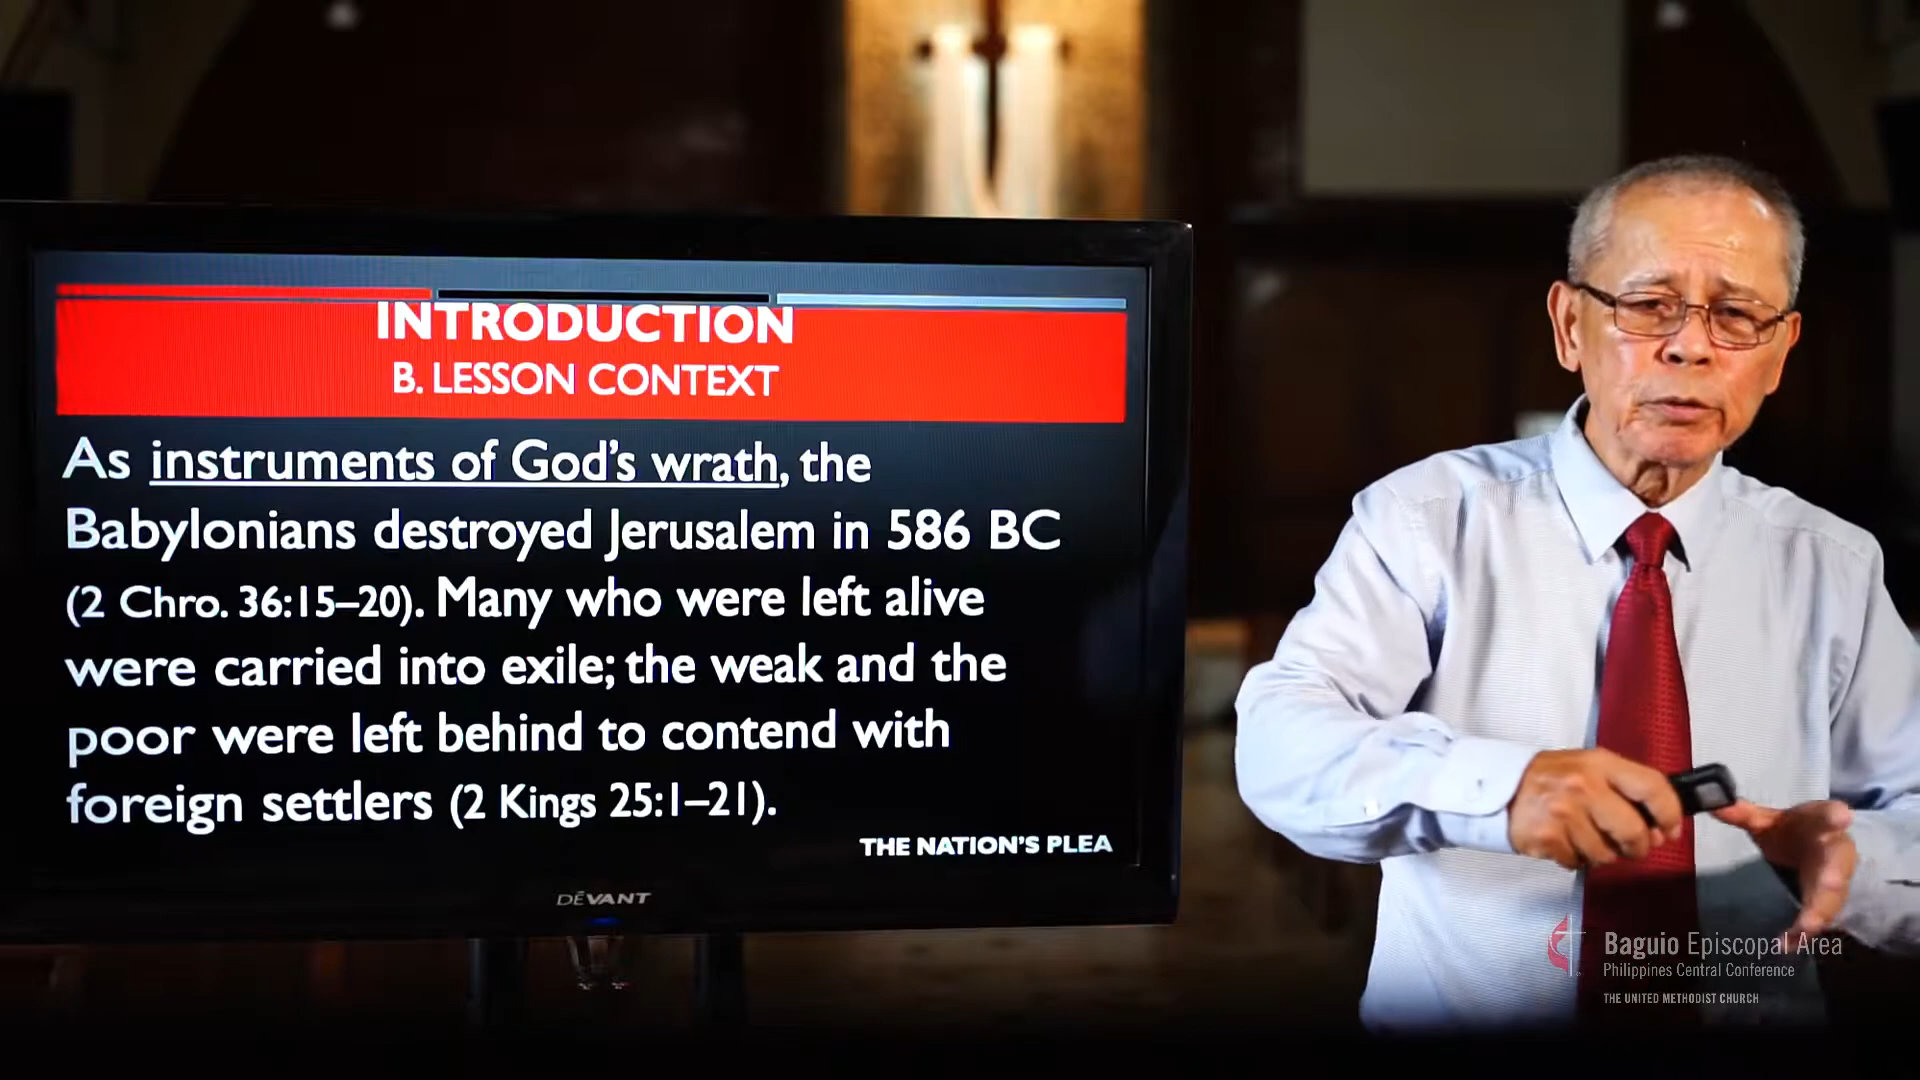 INTRODUCTION
B. LESSON CONTEXT
As instruments of God's wrath, the
Babylonians destroyed Jerusalem in 586 BC
(2 Chro. 36:15–20). Many who were left alive
were carried into exile; the weak and the
poor were left behind to contend with
foreign settlers (2 Kings 25:1–21).
THE NATION'S PLEA
DĒVANT
Baguio Episcopal Area
Philippines Central Conference
THE UNITED METHODIST CHURCH